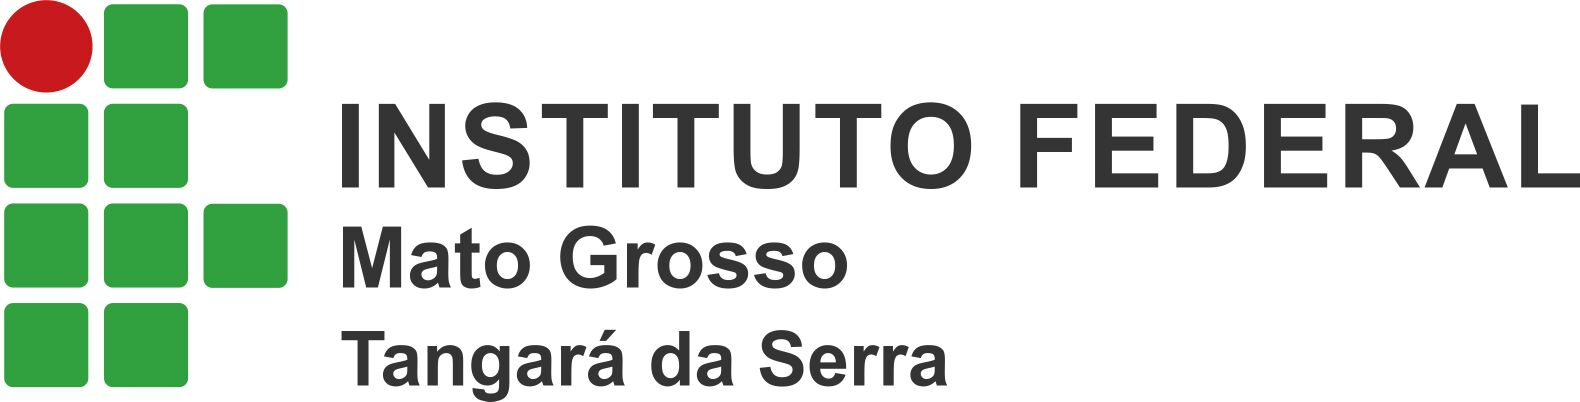 INSTITUTO FEDERAL
Mato Grosso
Tangará da Serra